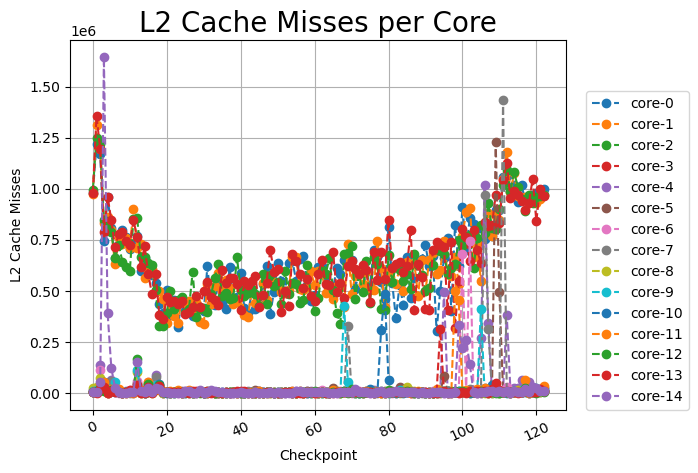 L2 Cache Misses per Core
1e6
1.50
1.25
1.00
0.75
0.50
0.25
0.00
L2 Cache Misses
0
20
40
60
80
100
120
Checkpoint
core-0
core-1
core-2
core-3
core-4
core-5
core-6
core-7
core-8
core-9
core-10
core-11
core-12
core-13
core-14